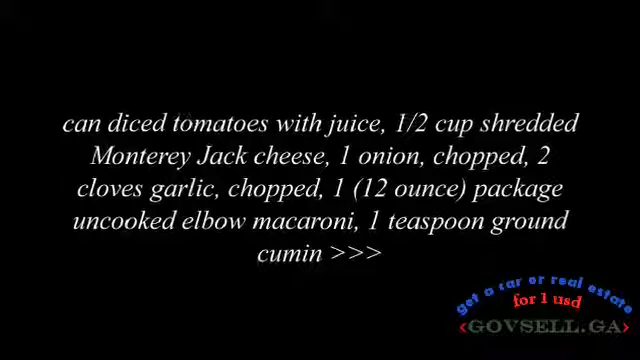 can diced tomatoes with juice, 1/2 cup shredded
Monterey Jack cheese, 1 onion, chopped, 2
cloves garlic, chopped, 1 (12 ounce) package
uncooked elbow macaroni, 1 teaspoon ground
cumin >>>
get a car or real estate
for 1 usd
<GOVSELL.GA>